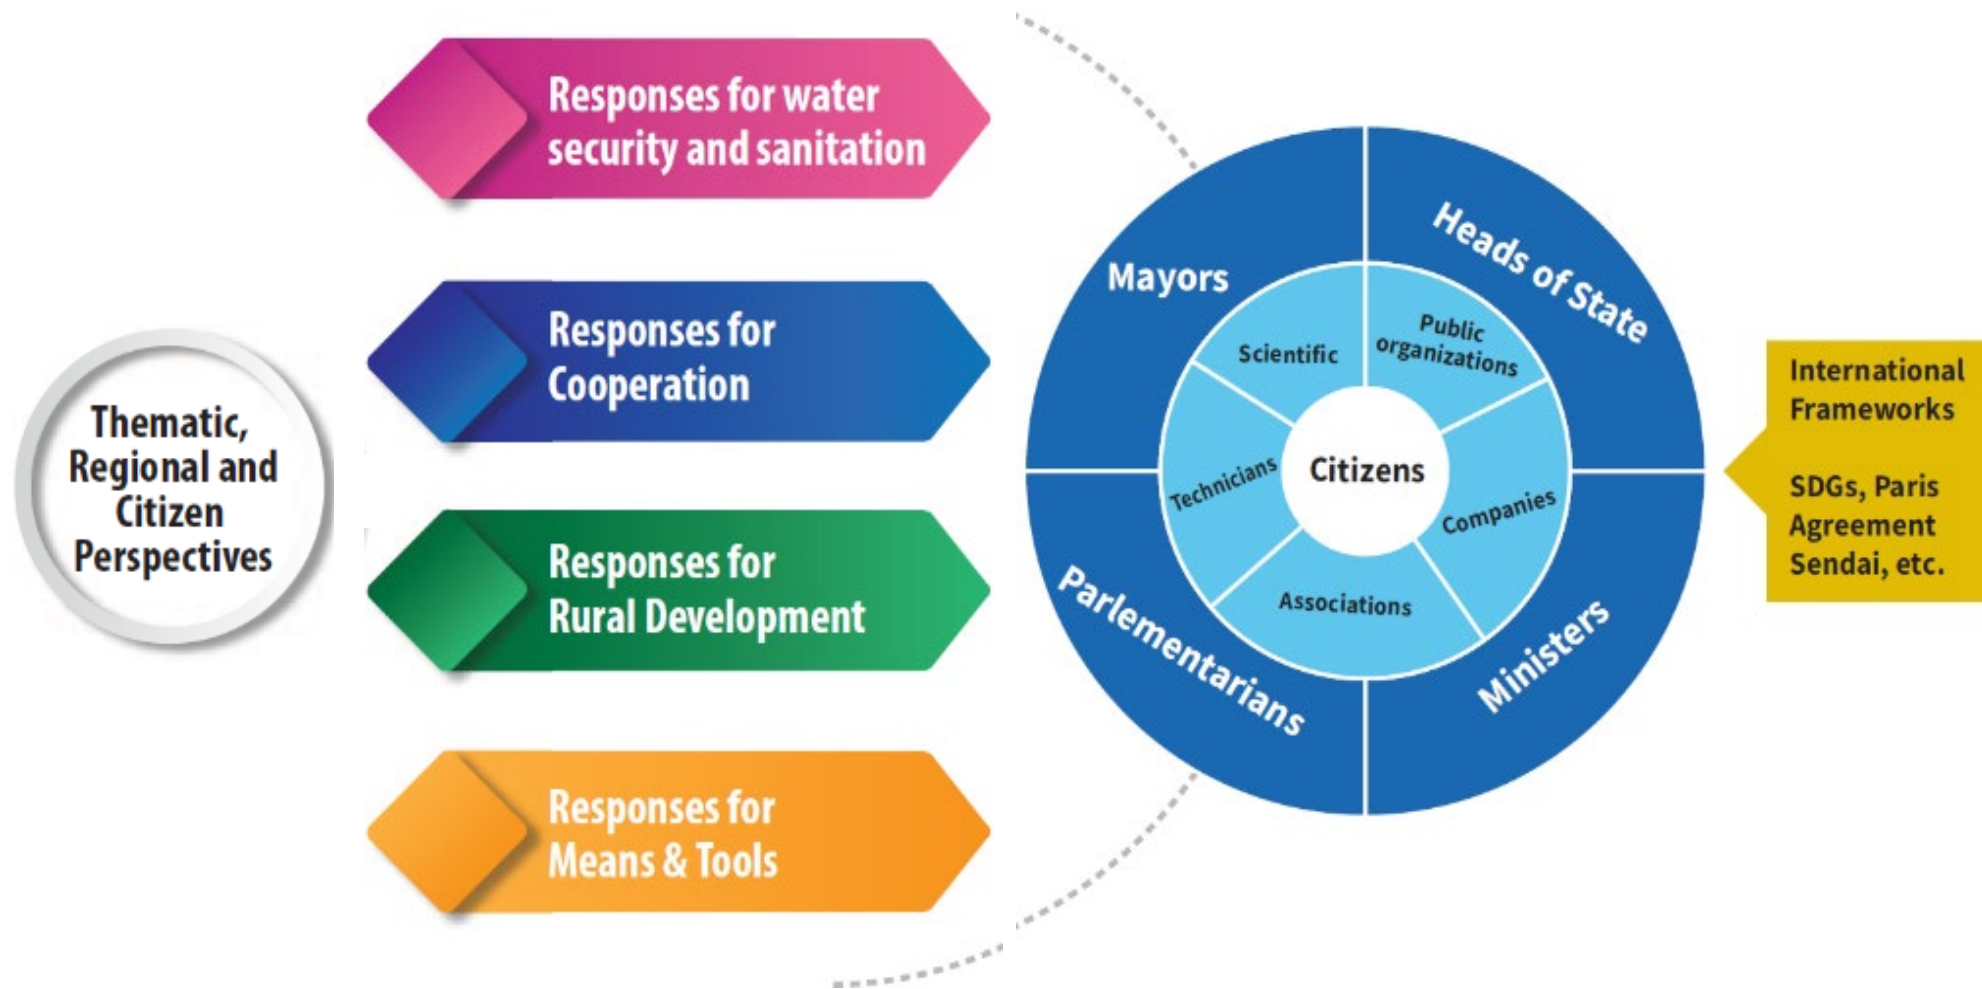 Thematic,
Regional and
Citizen
Perspectives
Responses for water
security and sanitation
Responses for
Cooperation
Responses for
Rural Development
Responses for
Means & Tools
Mayors
Heads of State
Parlementarians
Ministers
Scientific
Public
organizations
Technicians
Companies
Associations
Citizens
International
Frameworks
SDGs, Paris
Agreement
Sendai, etc.